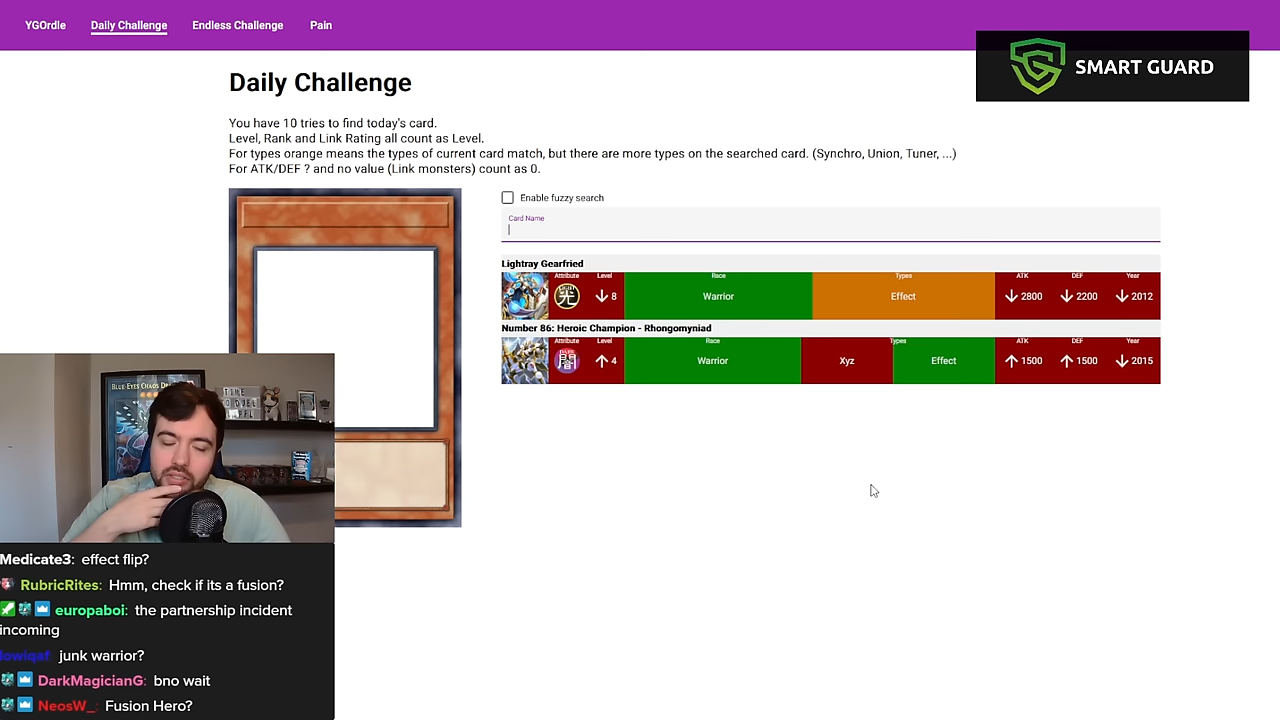 YGOrdle Daily Challenge Endless Challenge Pain
SMART GUARD
Daily Challenge
You have 10 tries to find today's card.
Level, Rank and Link Rating all count as Level.
For types orange means the types of current card match, but there are more types on the searched card. (Synchro, Union, Tuner, ...)
For ATK/DEF ? and no value (Link monsters) count as 0.
Enable fuzzy search
Card Name
Lightray Gearfried
Attribute Level Race Types ATK DEF Year
LIGHT 光 ↓ 8 Warrior Effect ↓ 2800 ↓ 2200 ↓ 2012
Number 86: Heroic Champion - Rhongomyniad
Attribute Level Race Types ATK DEF Year
DARK 闇 ↑ 4 Warrior Xyz Effect ↑ 1500 ↑ 1500 ↓ 2015
Medicate3: effect flip?
RubricRites: Hmm, check if its a fusion?
europaboi: the partnership incident
incoming
lowiqaf: junk warrior?
DarkMagicianG: bno wait
NeosW_: Fusion Hero?